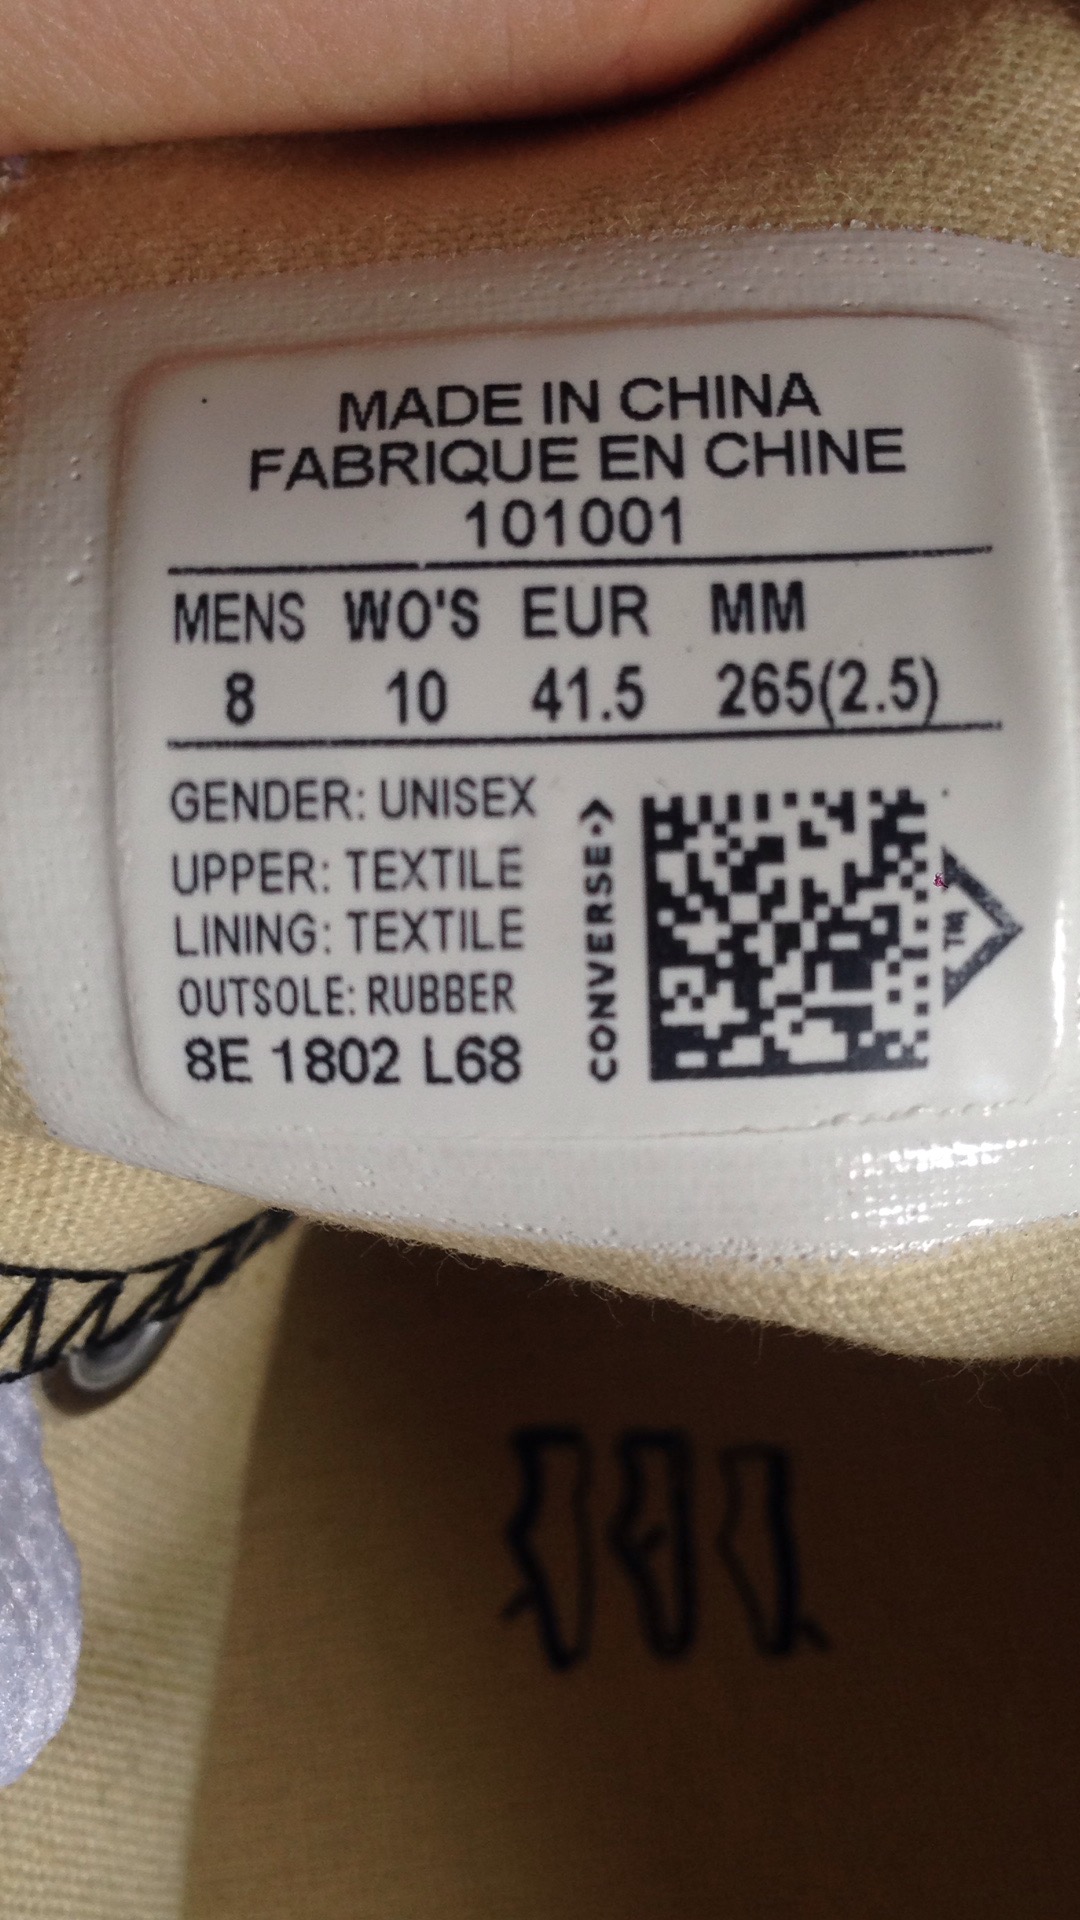 MADE IN CHINA
FABRIQUE EN CHINE
101001
MENS WO'S EUR MM
8 10 41.5 265(2.5)
GENDER: UNISEX
UPPER: TEXTILE
LINING: TEXTILE
OUTSOLE: RUBBER
8E 1802 L68
CONVERSE
TM